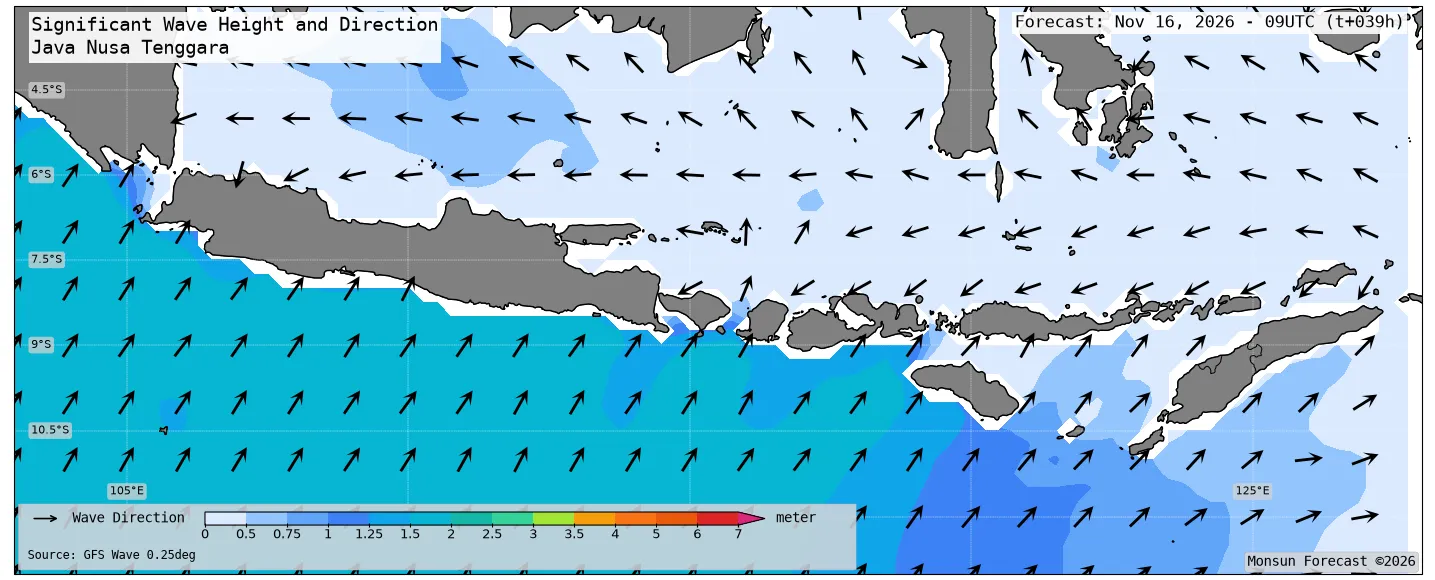 Significant Wave Height and Direction
Java Nusa Tenggara
Forecast: Nov 16, 2026 - 09UTC (t+039h)
4.5°S
6°S
7.5°S
9°S
10.5°S
105°E
125°E
Wave Direction
0 0.5 0.75 1 1.25 1.5 2 2.5 3 3.5 4 5 6 7
meter
Source: GFS Wave 0.25deg
Monsun Forecast ©2026